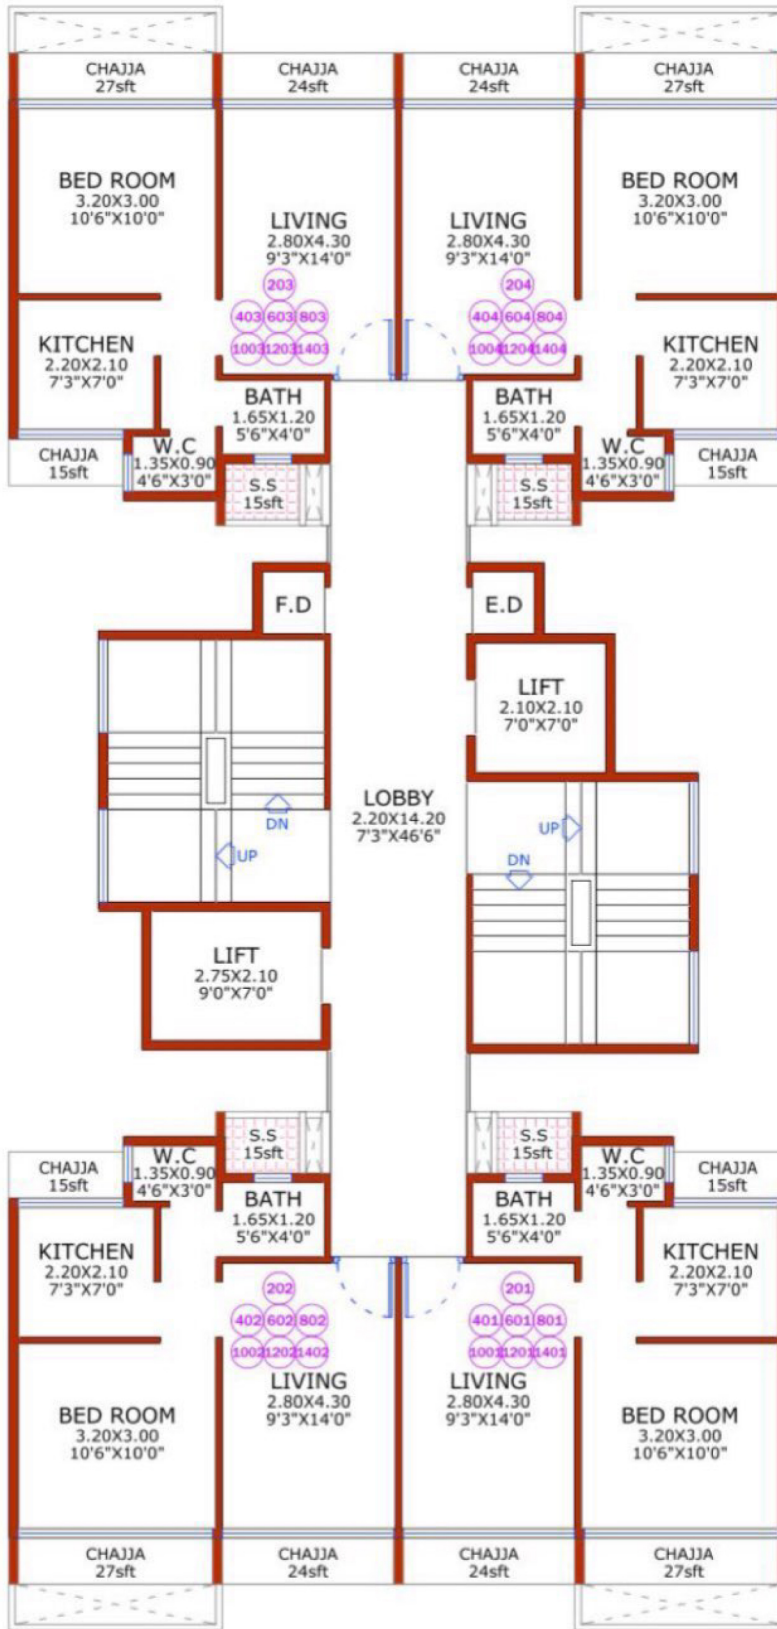 CHAJJA
27sft
CHAJJA
24sft
CHAJJA
24sft
CHAJJA
27sft
BED ROOM
3.20X3.00
10'6"X10'0"
LIVING
2.80X4.30
9'3"X14'0"
LIVING
2.80X4.30
9'3"X14'0"
BED ROOM
3.20X3.00
10'6"X10'0"
203
403 603 803
1003 1203 1403
204
404 604 804
1004 1204 1404
KITCHEN
2.20X2.10
7'3"X7'0"
BATH
1.65X1.20
5'6"X4'0"
BATH
1.65X1.20
5'6"X4'0"
KITCHEN
2.20X2.10
7'3"X7'0"
CHAJJA
15sft
W.C
1.35X0.90
4'6"X3'0"
S.S
15sft
S.S
15sft
W.C
1.35X0.90
4'6"X3'0"
CHAJJA
15sft
F.D
E.D
LIFT
2.10X2.10
7'0"X7'0"
LOBBY
2.20X14.20
7'3"X46'6"
DN
UP
UP
DN
LIFT
2.75X2.10
9'0"X7'0"
CHAJJA
15sft
W.C
1.35X0.90
4'6"X3'0"
S.S
15sft
S.S
15sft
W.C
1.35X0.90
4'6"X3'0"
CHAJJA
15sft
KITCHEN
2.20X2.10
7'3"X7'0"
BATH
1.65X1.20
5'6"X4'0"
BATH
1.65X1.20
5'6"X4'0"
KITCHEN
2.20X2.10
7'3"X7'0"
202
402 602 802
1002 1202 1402
201
401 601 801
1001 1201 1401
BED ROOM
3.20X3.00
10'6"X10'0"
LIVING
2.80X4.30
9'3"X14'0"
LIVING
2.80X4.30
9'3"X14'0"
BED ROOM
3.20X3.00
10'6"X10'0"
CHAJJA
27sft
CHAJJA
24sft
CHAJJA
24sft
CHAJJA
27sft